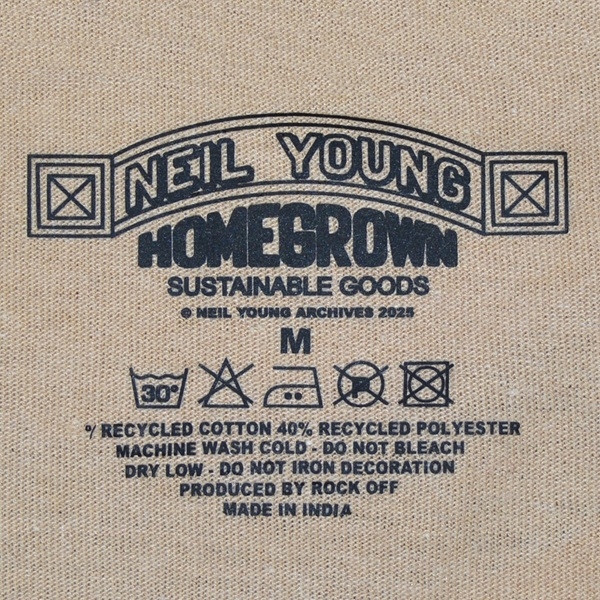 NEIL YOUNG
HOMEGROWN
SUSTAINABLE GOODS
© NEIL YOUNG ARCHIVES 2025
M
30°
P
RECYCLED COTTON 40% RECYCLED POLYESTER
MACHINE WASH COLD - DO NOT BLEACH
DRY LOW - DO NOT IRON DECORATION
PRODUCED BY ROCK OFF
MADE IN INDIA